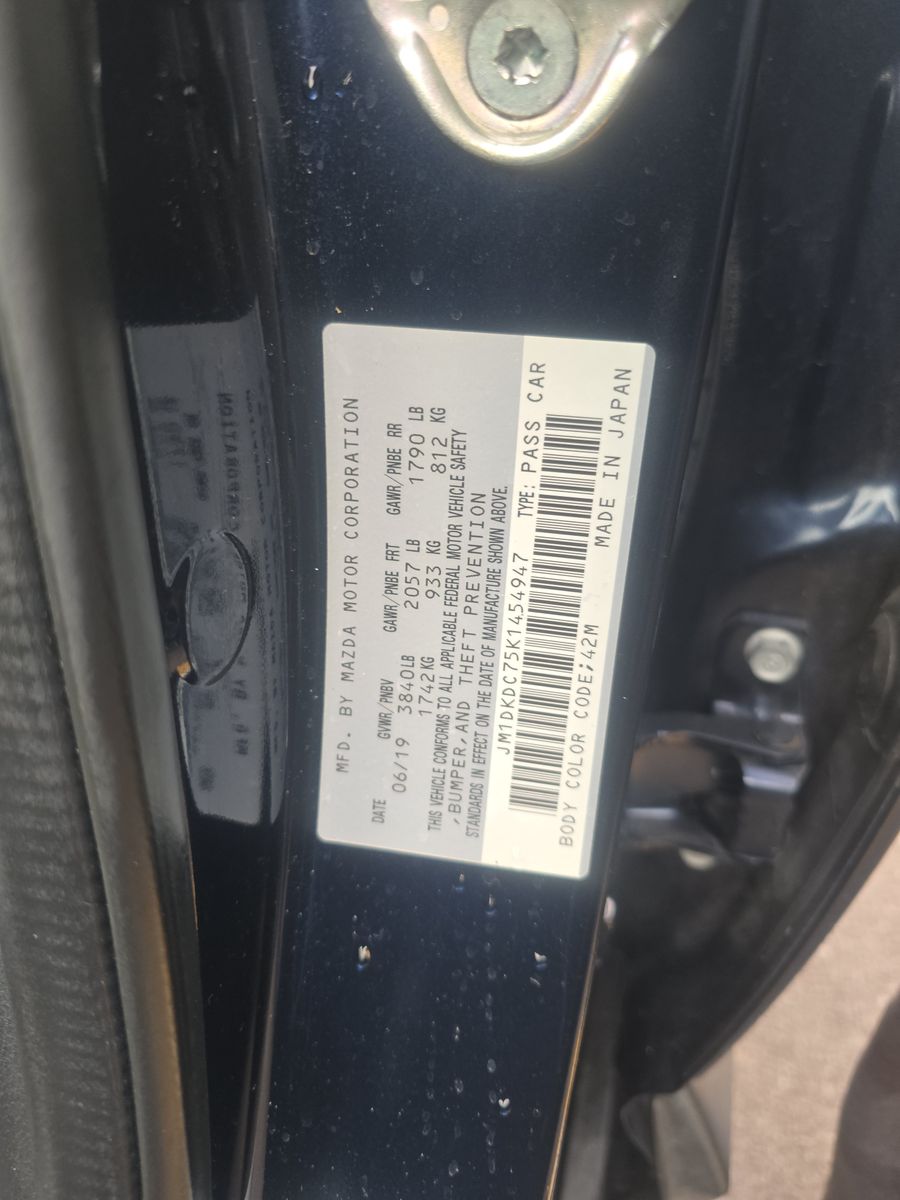 MFD. BY MAZDA MOTOR CORPORATION
DATE GVWR/PNBV GAWR/PNBE FRT GAWR/PNBE RR
06/19 3840LB 2057 LB 1790 LB
1742KG 933 KG 812 KG
THIS VEHICLE CONFORMS TO ALL APPLICABLE FEDERAL MOTOR VEHICLE SAFETY
,BUMPER,AND THEFT PREVENTION
STANDARDS IN EFFECT ON THE DATE OF MANUFACTURE SHOWN ABOVE.
JM1DKDC75K1454947 TYPE: PASS CAR
BODY COLOR CODE;42M MADE IN JAPAN